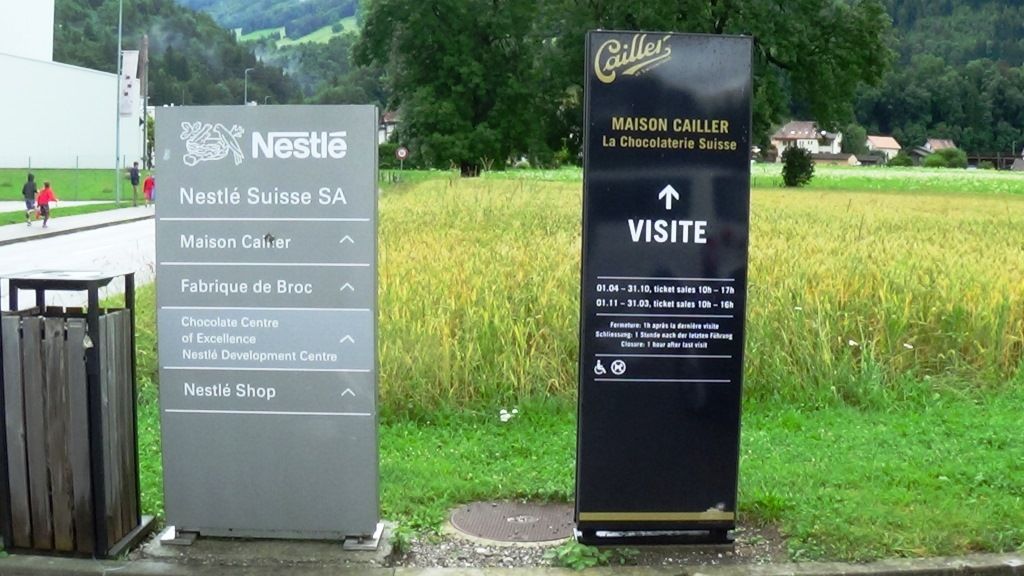 Nestlé
Nestlé Suisse SA
Maison Cailler
Fabrique de Broc
Chocolate Centre
of Excellence
Nestlé Development Centre
Nestlé Shop
Cailler
MAISON CAILLER
La Chocolaterie Suisse
VISITE
01.04 – 31.10, ticket sales 10h – 17h
01.11 – 31.03, ticket sales 10h – 16h
Fermeture: 1h après la dernière visite
Schliessung: 1 Stunde nach der letzten Führung
Closure: 1 hour after last visit